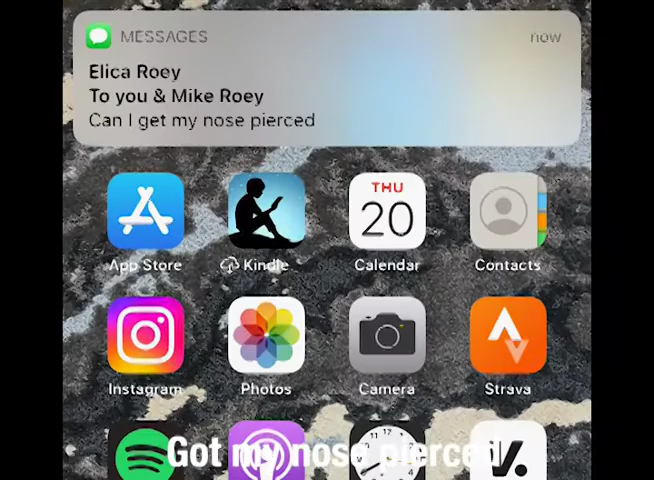 MESSAGES now
Elica Roey
To you & Mike Roey
Can I get my nose pierced
THU
20
App Store
Kindle
Calendar
Contacts
Instagram
Photos
Camera
Strava
Got my nose pierced